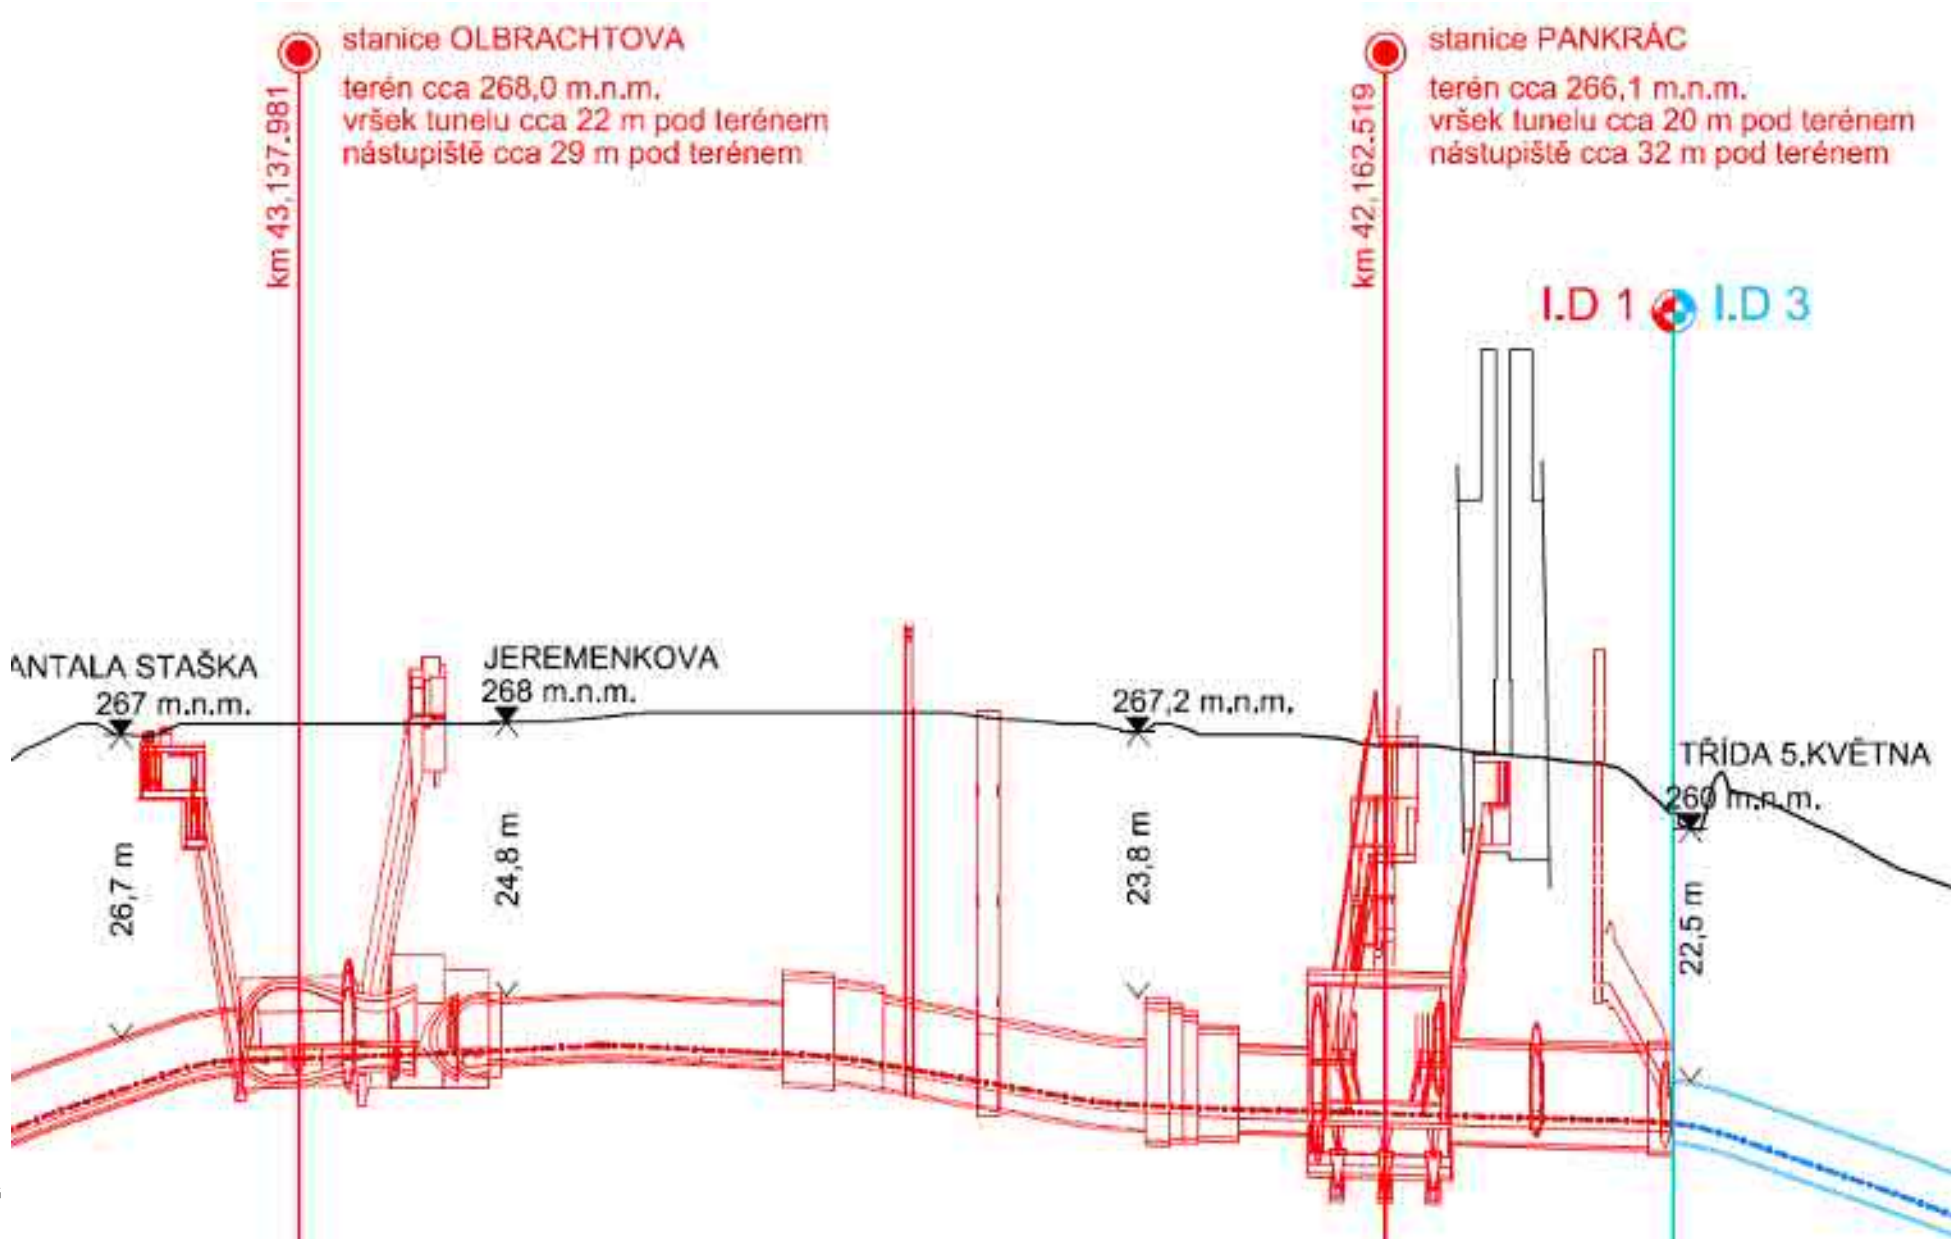 stanice OLBRACHTOVA
terén cca 268,0 m.n.m.
vršek tunelu cca 22 m pod terénem
nástupiště cca 29 m pod terénem
km 43,137.981
stanice PANKRÁC
terén cca 266,1 m.n.m.
vršek tunelu cca 20 m pod terénem
nástupiště cca 32 m pod terénem
km 42,162.519
I.D 1
I.D 3
ANTALA STAŠKA
267 m.n.m.
JEREMENKOVA
268 m.n.m.
267,2 m.n.m.
TŘÍDA 5.KVĚTNA
260 m.n.m.
26,7 m
24,8 m
23,8 m
22,5 m